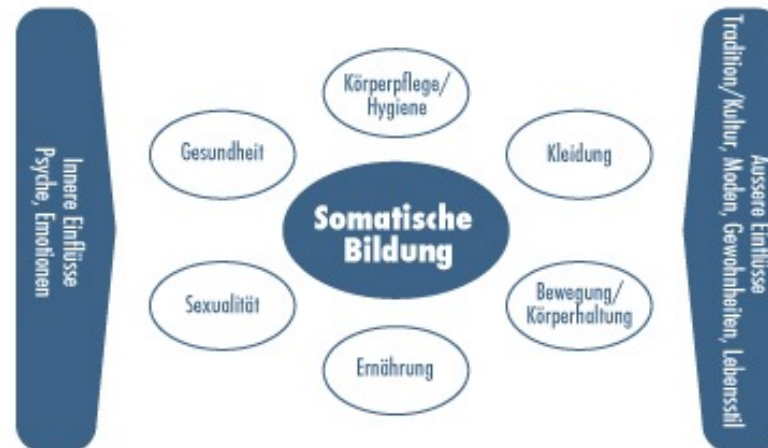 Innere Einflüsse
Psyche, Emotionen
Körperpflege/
Hygiene
Gesundheit
Kleidung
Somatische
Bildung
Sexualität
Bewegung/
Körperhaltung
Ernährung
Äussere Einflüsse
Tradition/Kultur, Moden, Gewohnheiten, Lebensstil